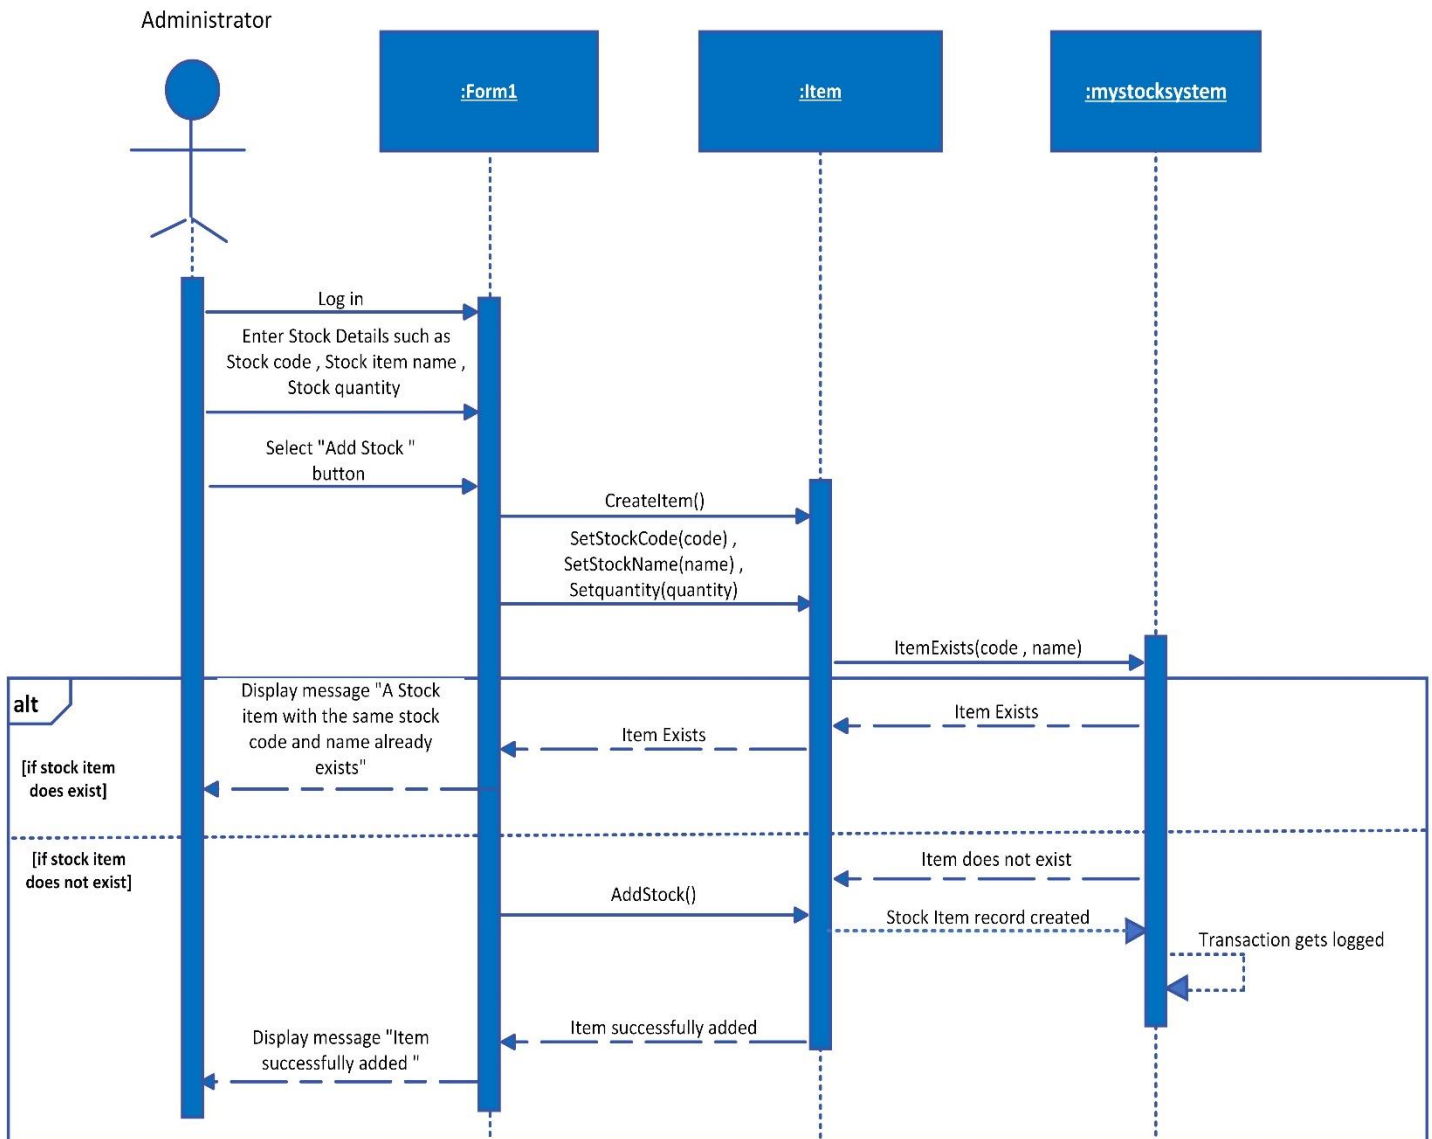 Administrator
:Form1
:Item
:mystocksystem
Log in
Enter Stock Details such as
Stock code , Stock item name ,
Stock quantity
Select "Add Stock "
button
CreateItem()
SetStockCode(code) ,
SetStockName(name) ,
Setquantity(quantity)
ItemExists(code , name)
alt
[if stock item
does exist]
Item Exists
Item Exists
Display message "A Stock
item with the same stock
code and name already
exists"
[if stock item
does not exist]
Item does not exist
AddStock()
Stock Item record created
Transaction gets logged
Item successfully added
Display message "Item
successfully added "